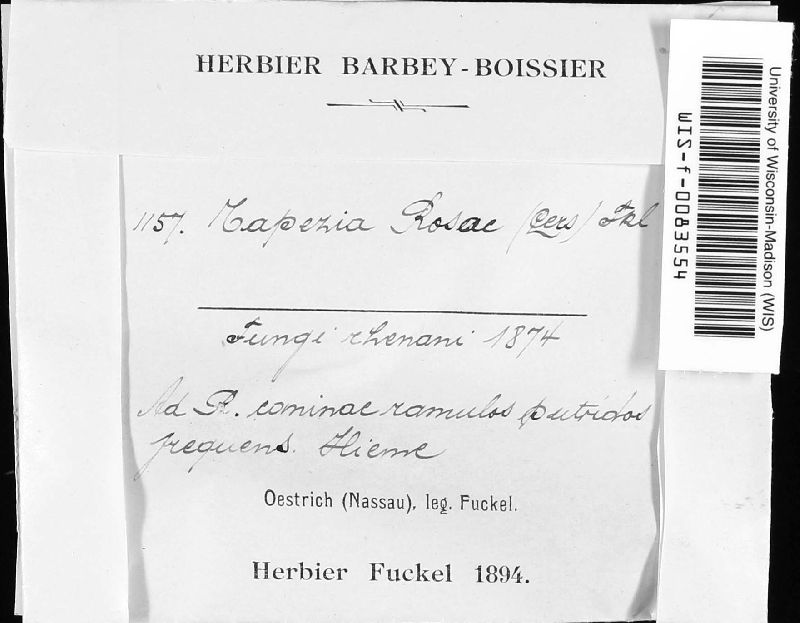 HERBIER BARBEY-BOISSIER
1157. Tapezia Rosae (Pers) Fkl
Fungi rhenani 1874
Ad R. caninae ramulos putridos
frequens. Hieme
Oestrich (Nassau), leg. Fuckel.
Herbier Fuckel 1894.
University of Wisconsin-Madison (WIS)
WIS-f-0083554